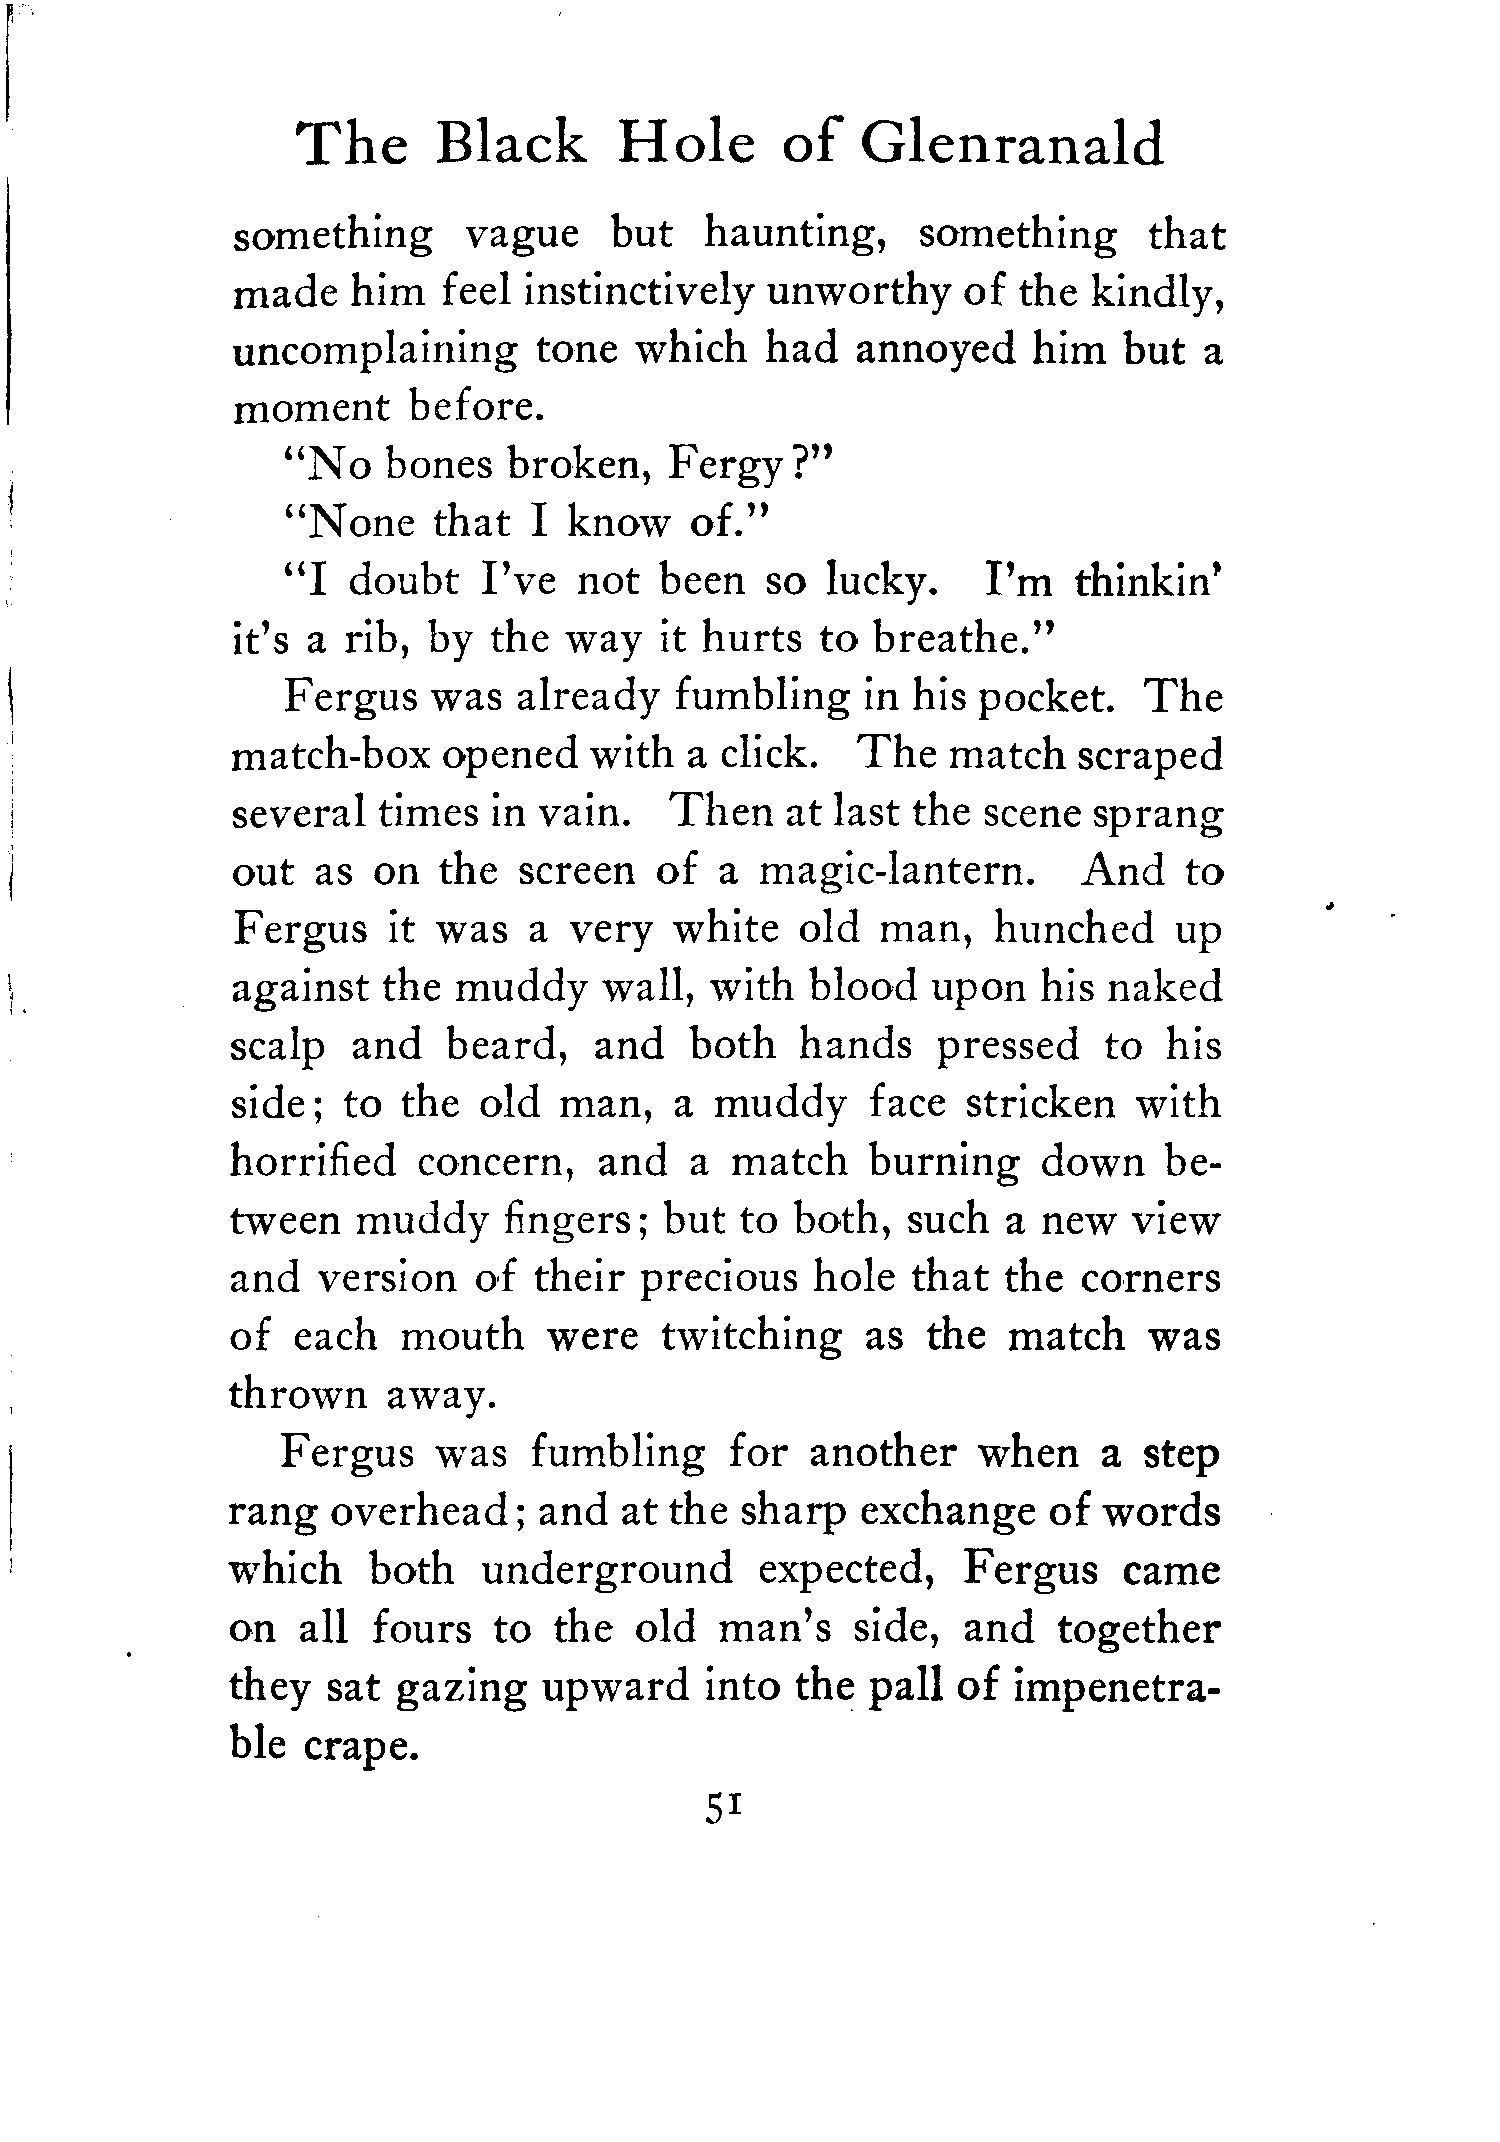 The Black Hole of Glenranald
something vague but haunting, something that
made him feel instinctively unworthy of the kindly,
uncomplaining tone which had annoyed him but a
moment before.
“No bones broken, Fergy?”
“None that I know of.”
“I doubt I’ve not been so lucky. I’m thinkin’
it’s a rib, by the way it hurts to breathe.”
Fergus was already fumbling in his pocket. The
match-box opened with a click. The match scraped
several times in vain. Then at last the scene sprang
out as on the screen of a magic-lantern. And to
Fergus it was a very white old man, hunched up
against the muddy wall, with blood upon his naked
scalp and beard, and both hands pressed to his
side; to the old man, a muddy face stricken with
horrified concern, and a match burning down be-
tween muddy fingers; but to both, such a new view
and version of their precious hole that the corners
of each mouth were twitching as the match was
thrown away.
Fergus was fumbling for another when a step
rang overhead; and at the sharp exchange of words
which both underground expected, Fergus came
on all fours to the old man’s side, and together
they sat gazing upward into the pall of impenetra-
ble crape.
51